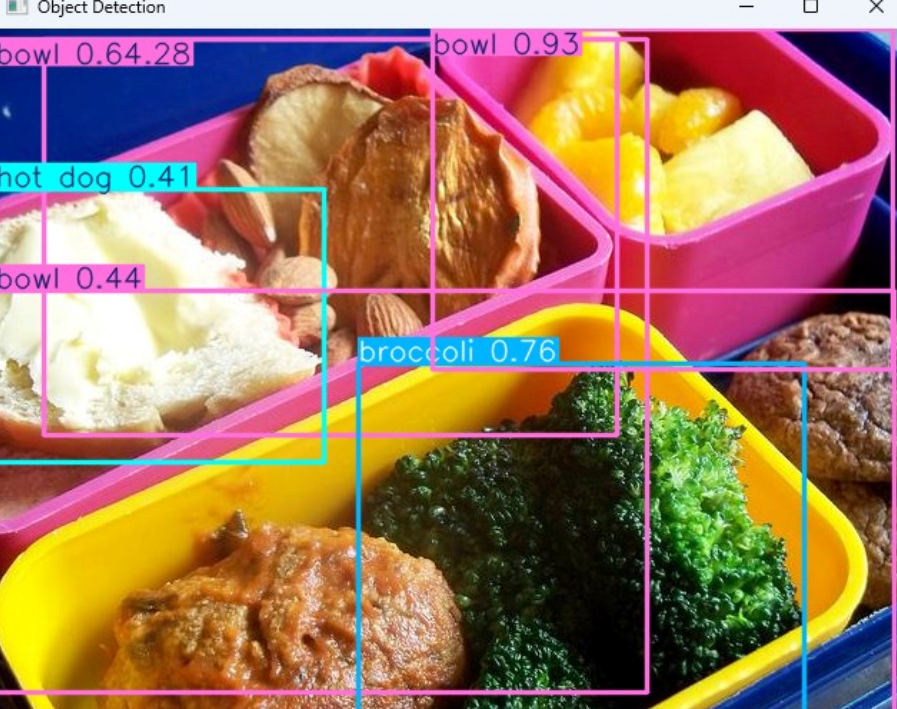 Object Detection
bowl 0.64.28
bowl 0.93
hot dog 0.41
bowl 0.44
broccoli 0.76